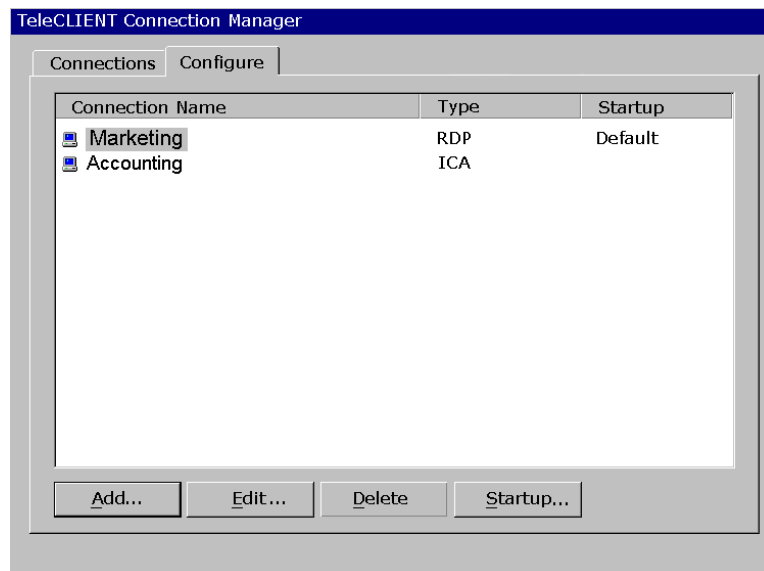 TeleCLIENT Connection Manager
Connections Configure
Connection Name Type Startup
Marketing RDP Default
Accounting ICA
Add... Edit... Delete Startup...